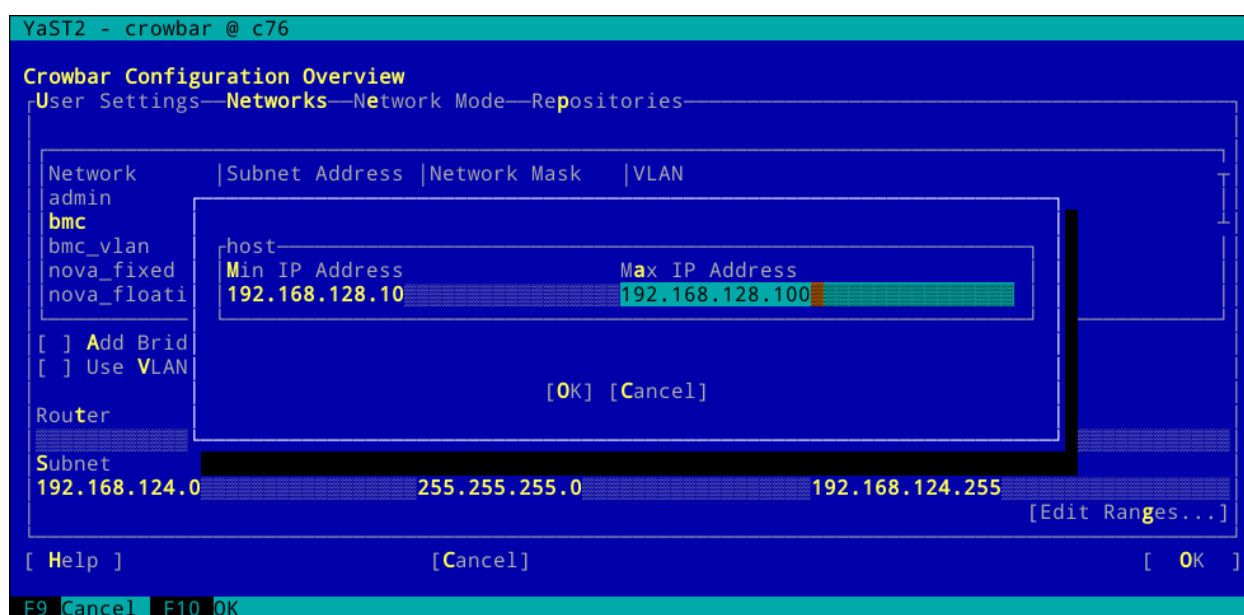 YaST2 - crowbar @ c76
Crowbar Configuration Overview
User Settings—Networks—Network Mode—Repositories
Network |Subnet Address |Network Mask |VLAN
admin
bmc
bmc_vlan host
nova_fixed Min IP Address Max IP Address
nova_floati 192.168.128.10 192.168.128.100
[ ] Add Brid
[ ] Use VLAN
[OK] [Cancel]
Router
Subnet
192.168.124.0 255.255.255.0 192.168.124.255
[Edit Ranges...]
[ Help ] [Cancel] [ OK ]
F9 Cancel F10 OK